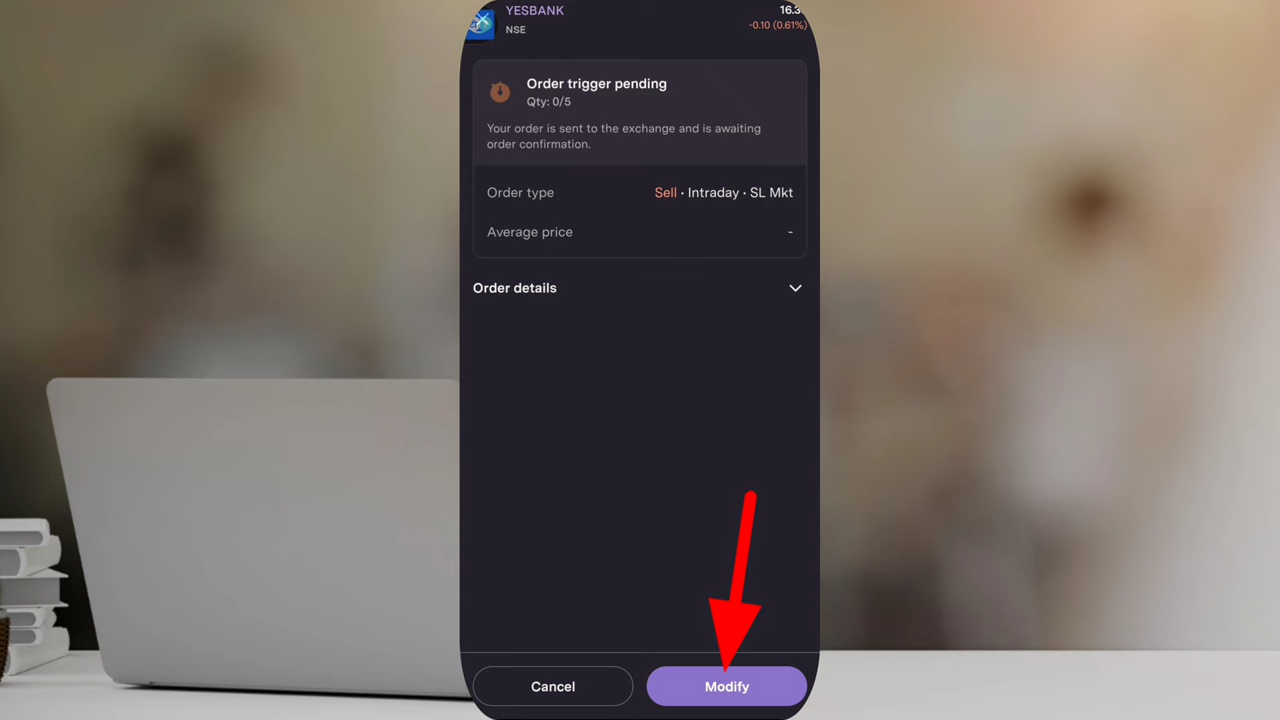 YESBANK
16.3
NSE
-0.10 (0.61%)
Order trigger pending
Qty: 0/5
Your order is sent to the exchange and is awaiting
order confirmation.
Order type
Sell · Intraday · SL Mkt
Average price
-
Order details
Cancel
Modify